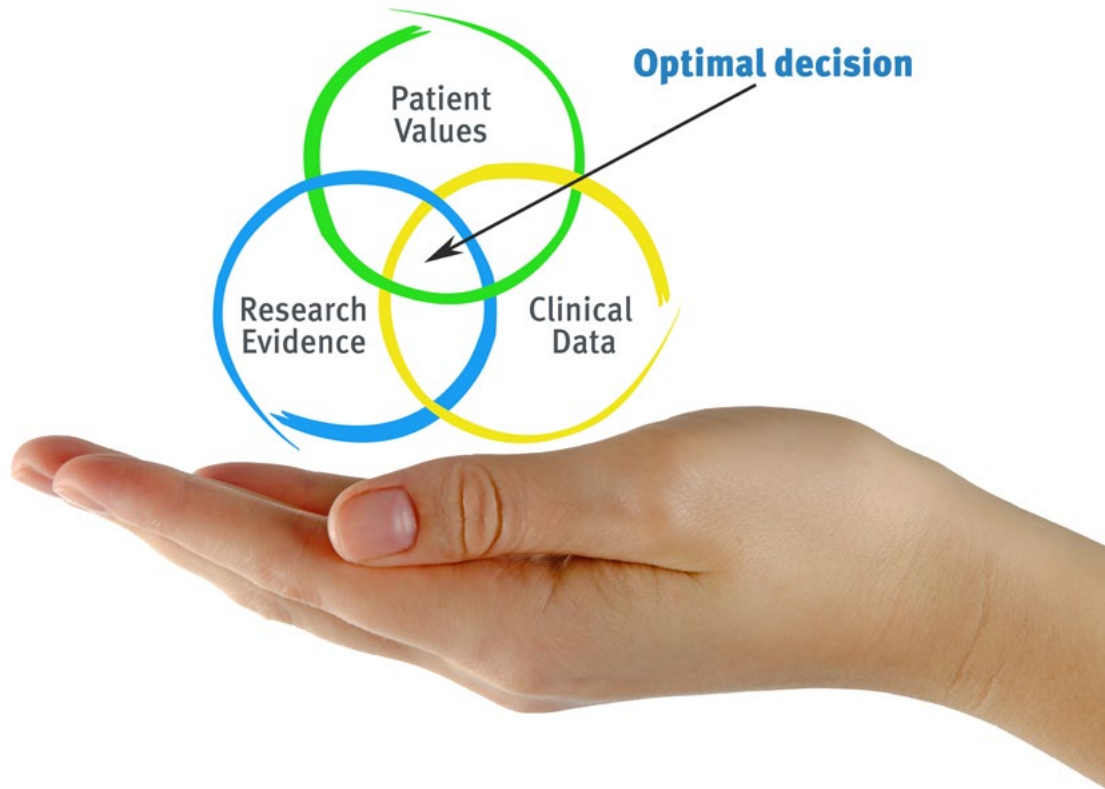 Optimal decision
Patient
Values
Research
Evidence
Clinical
Data